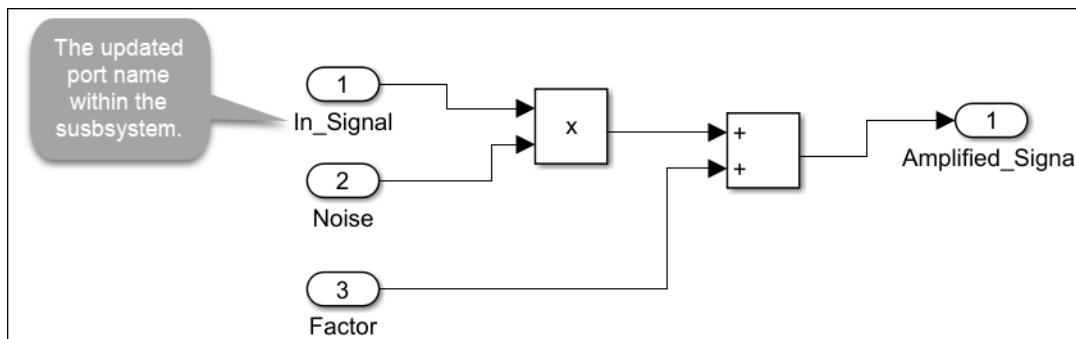 The updated
port name
within the
susbsystem.
1
In_Signal
2
Noise
3
Factor
x
+
+
1
Amplified_Signa